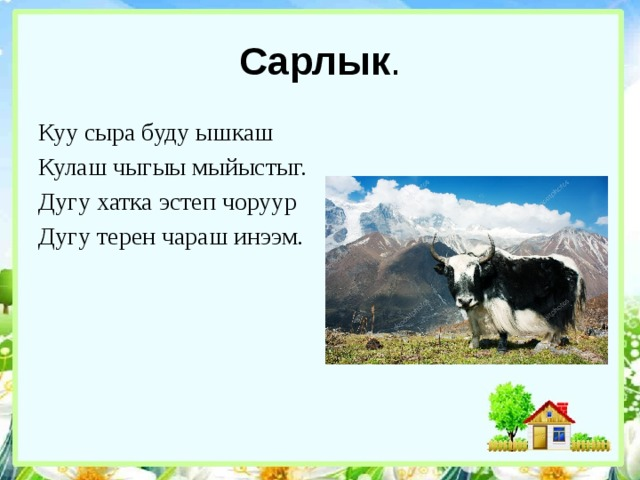 Сарлык.
Куу сыра буду ышкаш
Кулаш чыгыы мыйыстыг.
Дугу хатка эстеп чоруур
Дугу терен чараш инээм.